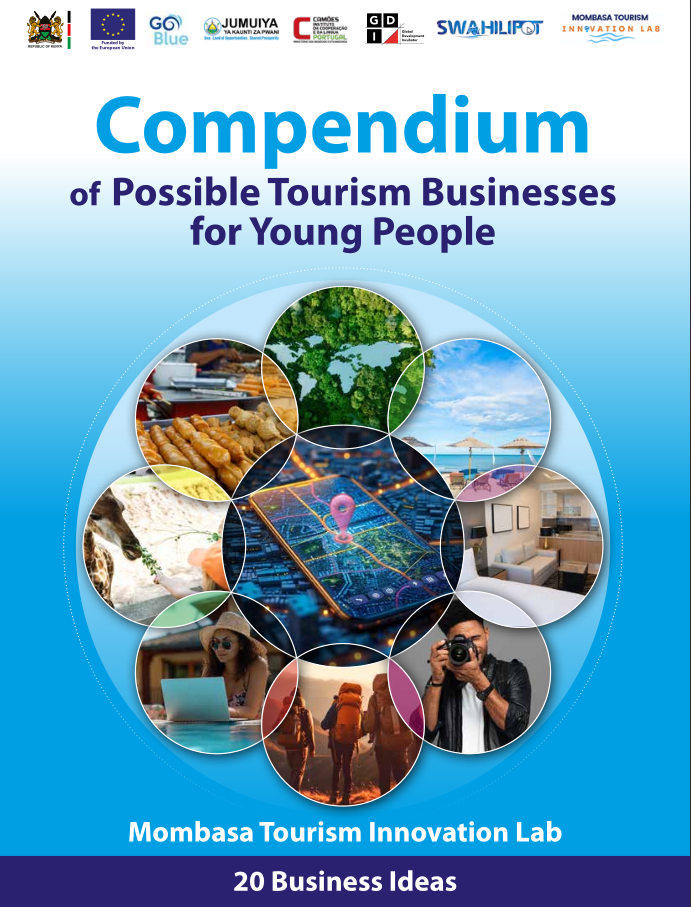 REPUBLIC OF KENYA
Funded by
the European Union
GO
Blue
JUMUIYA
YA KAUNTI ZA PWANI
CAMÕES
INSTITUTO
DA COOPERAÇÃO
E DA LÍNGUA
PORTUGAL
GD
I
Global
Development
Incubator
SWAHILIPOT
MOMBASA TOURISM
INNOVATION LAB
Compendium
of Possible Tourism Businesses
for Young People
Mombasa Tourism Innovation Lab
20 Business Ideas